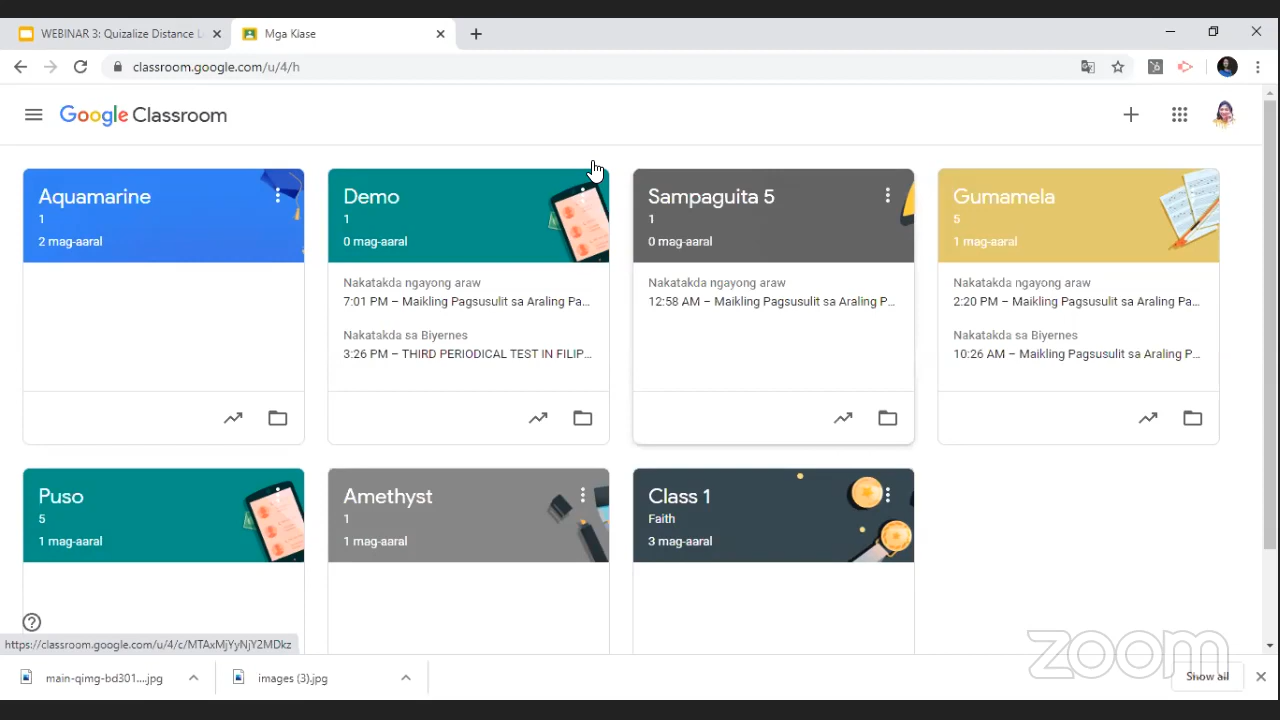 WEBINAR 3: Quizalize Distance L
Mga Klase
classroom.google.com/u/4/h
Google Classroom
Aquamarine
1
2 mag-aaral
Demo
1
0 mag-aaral
Nakatakda ngayong araw
7:01 PM – Maikling Pagsusulit sa Araling Pa...
Nakatakda sa Biyernes
3:26 PM – THIRD PERIODICAL TEST IN FILIP...
Sampaguita 5
1
0 mag-aaral
Nakatakda ngayong araw
12:58 AM – Maikling Pagsusulit sa Araling P...
Gumamela
5
1 mag-aaral
Nakatakda ngayong araw
2:20 PM – Maikling Pagsusulit sa Araling Pa...
Nakatakda sa Biyernes
10:26 AM – Maikling Pagsusulit sa Araling P...
Puso
5
1 mag-aaral
Amethyst
1
1 mag-aaral
Class 1
Faith
3 mag-aaral
https://classroom.google.com/u/4/c/MTAxMjYyNjY2MDkz
zoom
main-qimg-bd301....jpg
images (3).jpg
Show all